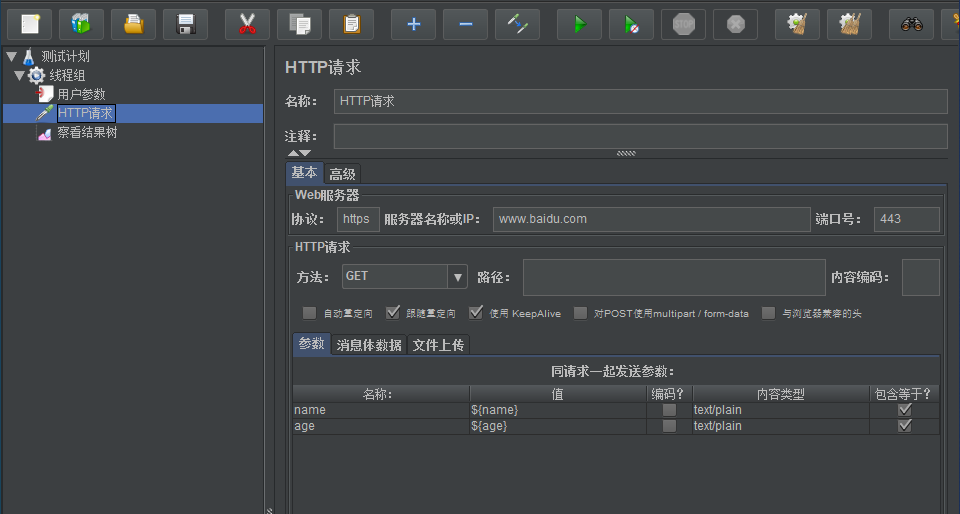 测试计划
线程组
用户参数
HTTP请求
察看结果树
HTTP请求
名称： HTTP请求
注释：
基本 高级
Web服务器
协议： https 服务器名称或IP： www.baidu.com 端口号： 443
HTTP请求
方法： GET 路径： 内容编码：
自动重定向 跟随重定向 使用 KeepAlive 对POST使用multipart / form-data 与浏览器兼容的头
参数 消息体数据 文件上传
同请求一起发送参数：
名称： 值 编码? 内容类型 包含等于?
name ${name} text/plain
age ${age} text/plain